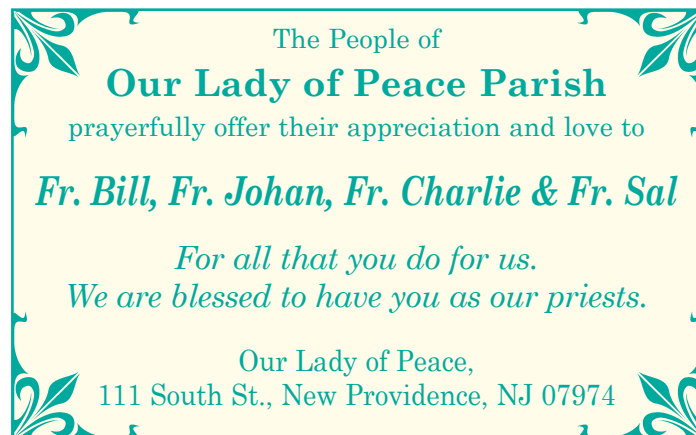 The People of
Our Lady of Peace Parish
prayerfully offer their appreciation and love to
Fr. Bill, Fr. Johan, Fr. Charlie & Fr. Sal
For all that you do for us.
We are blessed to have you as our priests.
Our Lady of Peace,
111 South St., New Providence, NJ 07974